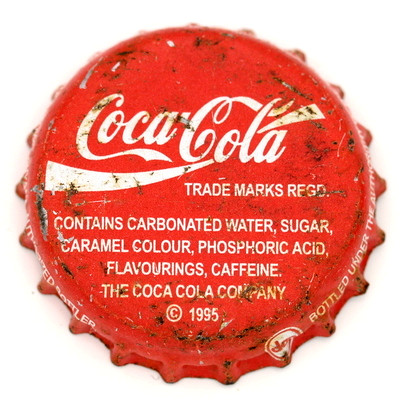 Coca-Cola
TRADE MARKS REGD.
CONTAINS CARBONATED WATER, SUGAR,
CARAMEL COLOUR, PHOSPHORIC ACID,
FLAVOURINGS, CAFFEINE.
THE COCA COLA COMPANY
© 1995
BOTTLED UNDER THE
BOTTLER